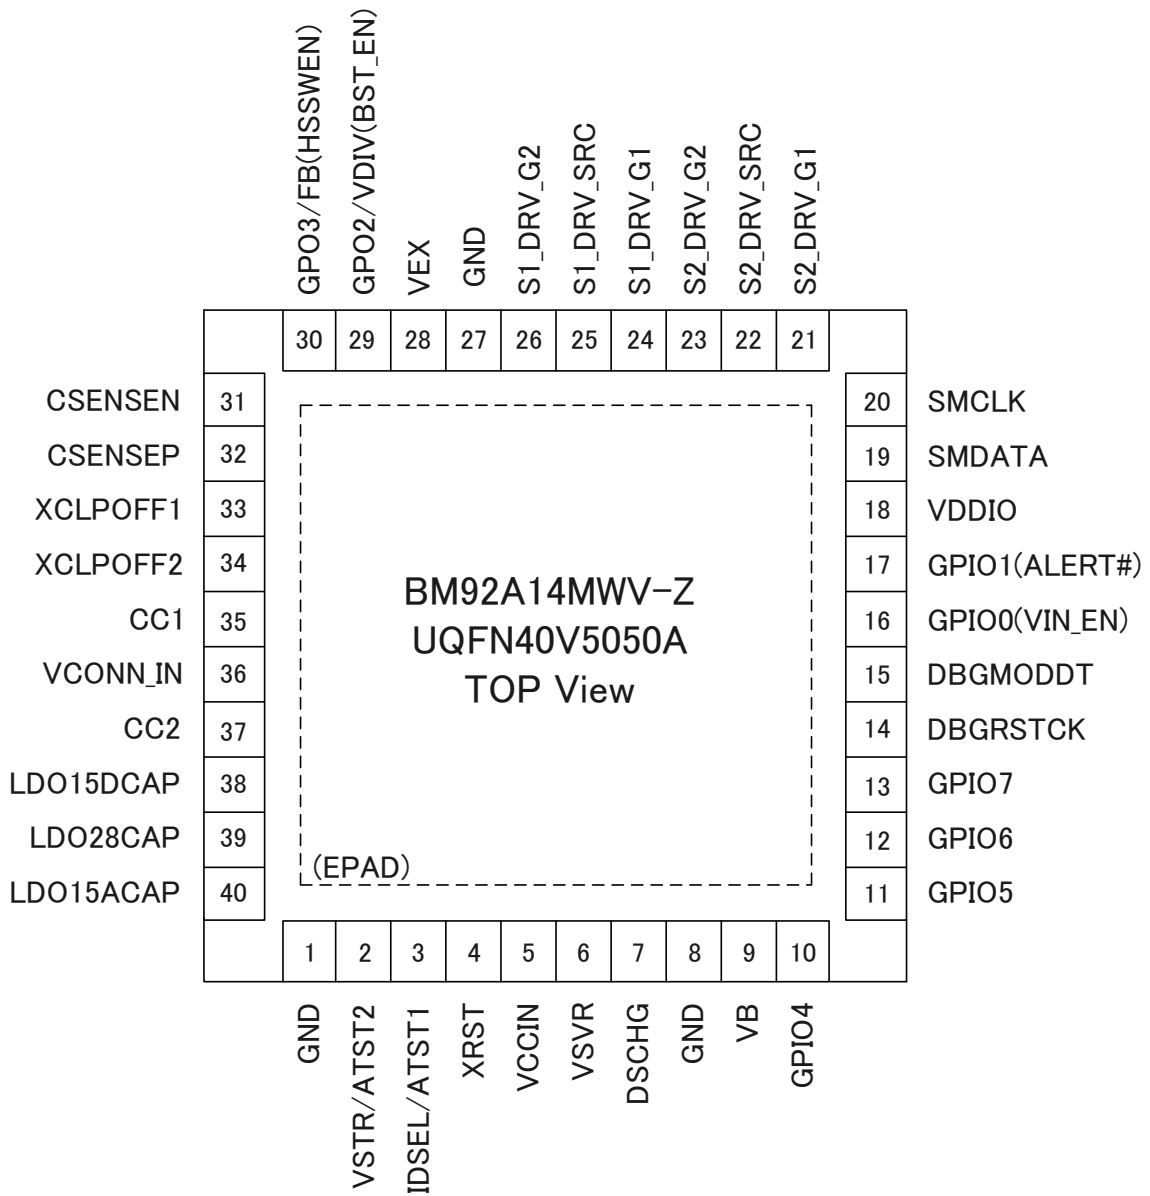 GPO3/FB(HSSWEN)
GPO2/VDIV(BST_EN)
VEX
GND
S1_DRV_G2
S1_DRV_SRC
S1_DRV_G1
S2_DRV_G2
S2_DRV_SRC
S2_DRV_G1
30 29 28 27 26 25 24 23 22 21
CSENSEN 31
20 SMCLK
CSENSEP 32
19 SMDATA
XCLPOFF1 33
18 VDDIO
XCLPOFF2 34
17 GPIO1(ALERT#)
CC1 35
16 GPIO0(VIN_EN)
VCONN_IN 36
15 DBGMODDT
CC2 37
14 DBGRSTCK
LDO15DCAP 38
13 GPIO7
LDO28CAP 39
12 GPIO6
LDO15ACAP 40
11 GPIO5
BM92A14MWV-Z
UQFN40V5050A
TOP View
(EPAD)
1 2 3 4 5 6 7 8 9 10
GND
VSTR/ATST2
IDSEL/ATST1
XRST
VCCIN
VSVR
DSCHG
GND
VB
GPIO4